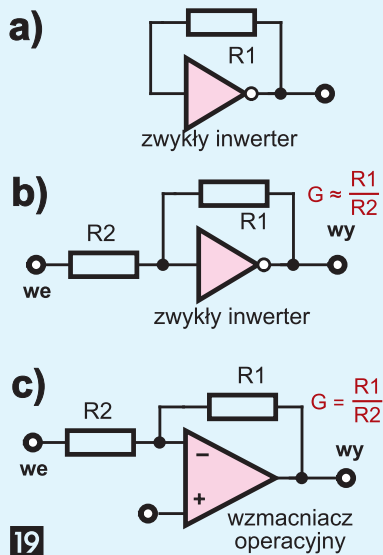 a)
R1
zwykły inwerter
b)
R2
R1
G ≈ R1/R2
we
wy
zwykły inwerter
c)
R2
R1
G = R1/R2
we
wy
−
+
wzmacniacz
operacyjny
19